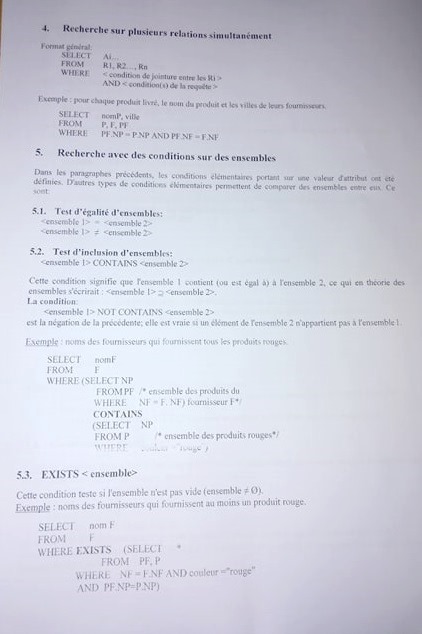 4. Recherche sur plusieurs relations simultanément
Format général:
SELECT Ai...
FROM R1, R2..., Rn
WHERE < condition de jointure entre les Ri >
AND < condition(s) de la requête >
Exemple : pour chaque produit livré, le nom du produit et les villes de leurs fournisseurs.
SELECT nomP, ville
FROM P, F, PF
WHERE PF.NP = P.NP AND PF.NF = F.NF
5. Recherche avec des conditions sur des ensembles
Dans les paragraphes précédents, les conditions élémentaires portant sur une valeur d'attribut ont été
définies. D'autres types de conditions élémentaires permettent de comparer des ensembles entre eux. Ce
sont:
5.1. Test d'égalité d'ensembles:
<ensemble 1> = <ensemble 2>
<ensemble 1> ≠ <ensemble 2>
5.2. Test d'inclusion d'ensembles:
<ensemble 1> CONTAINS <ensemble 2>
Cette condition signifie que l'ensemble 1 contient (ou est égal à) à l'ensemble 2, ce qui en théorie des
ensembles s'écrirait : <ensemble 1> ⊇ <ensemble 2>.
La condition:
<ensemble 1> NOT CONTAINS <ensemble 2>
est la négation de la précédente; elle est vraie si un élément de l'ensemble 2 n'appartient pas à l'ensemble 1.
Exemple : noms des fournisseurs qui fournissent tous les produits rouges.
SELECT nomF
FROM F
WHERE (SELECT NP
FROM PF /* ensemble des produits du
WHERE NF = F. NF) fournisseur F*/
CONTAINS
(SELECT NP
FROM P /* ensemble des produits rouges*/
WHERE couleur ="rouge")
5.3. EXISTS < ensemble>
Cette condition teste si l'ensemble n'est pas vide (ensemble ≠ Ø).
Exemple : noms des fournisseurs qui fournissent au moins un produit rouge.
SELECT nom F
FROM F
WHERE EXISTS (SELECT *
FROM PF, P
WHERE NF = F.NF AND couleur ="rouge"
AND PF.NP=P.NP)